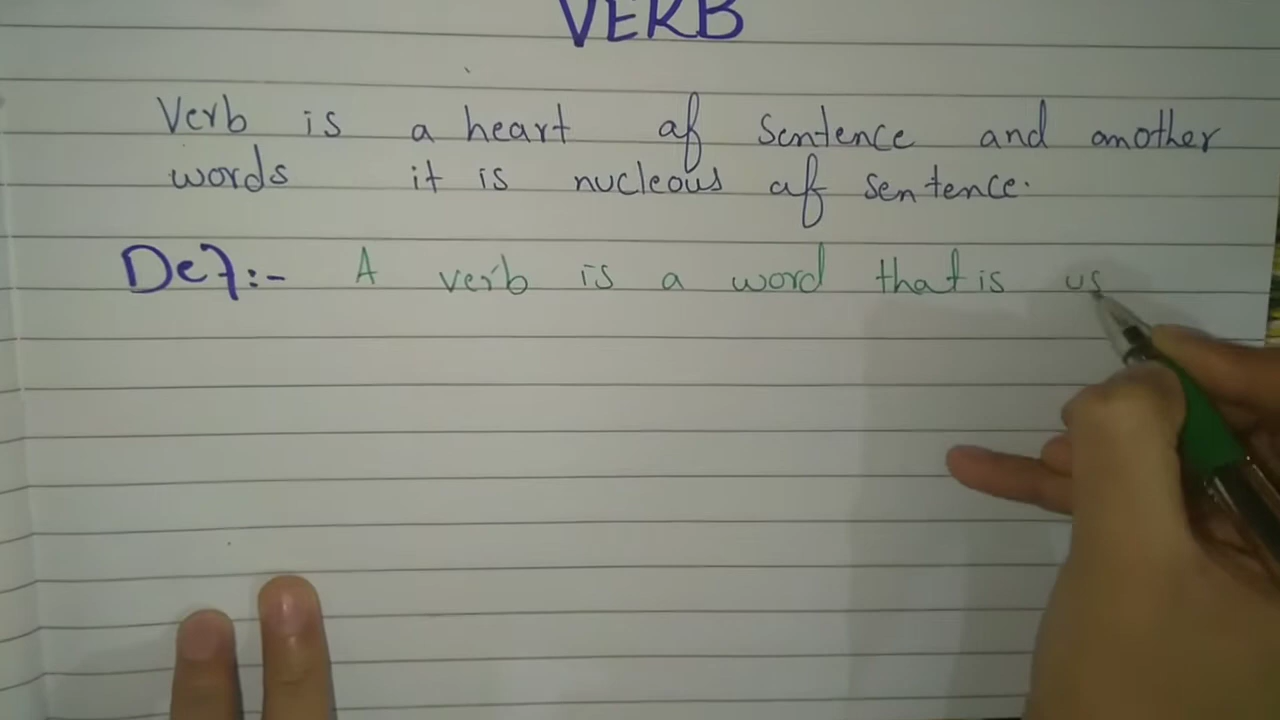 VERB
Verb is a heart af sentence and another
words it is nucleous af sentence.
Def:- A verb is a word that is us